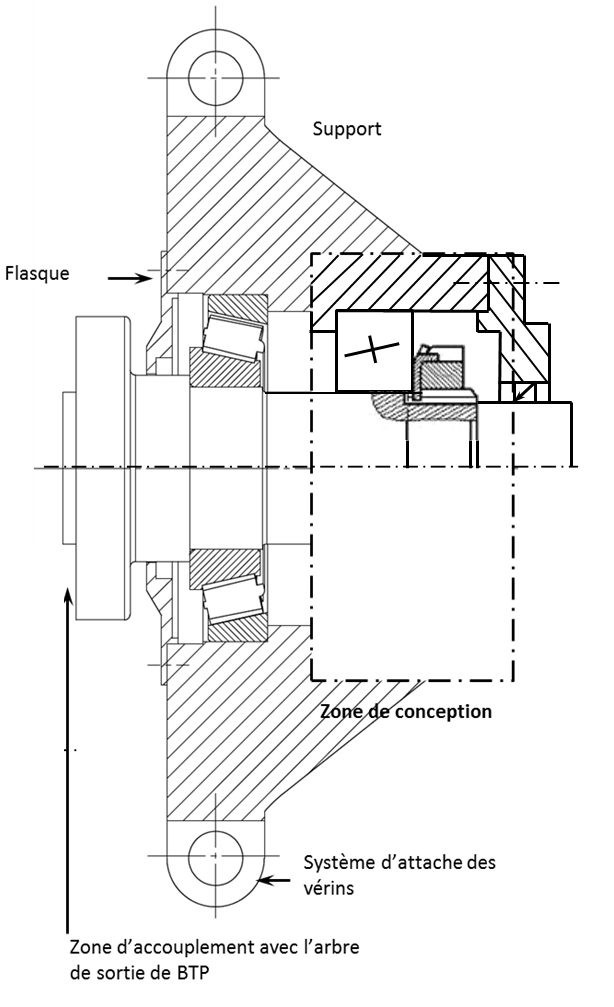 Support
Flasque
Zone de conception
Système d’attache des
vérins
Zone d’accouplement avec l’arbre
de sortie de BTP